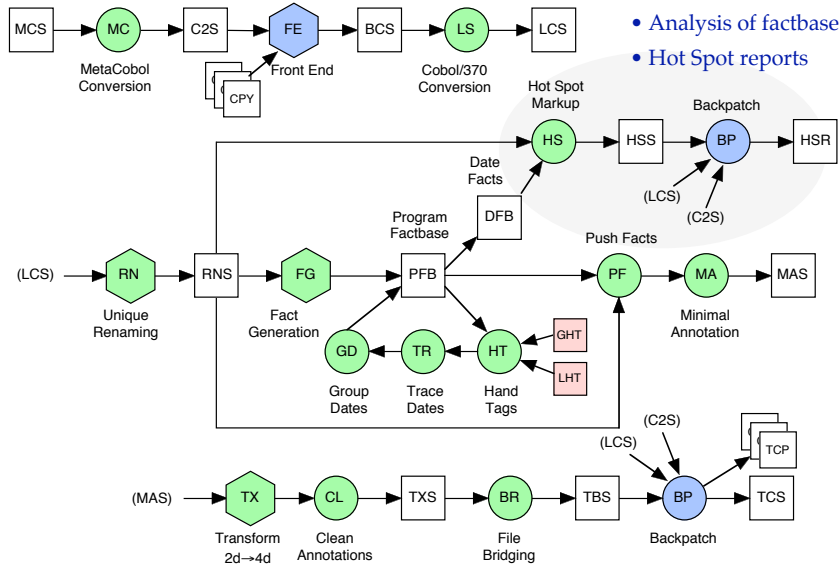 • Analysis of factbase
• Hot Spot reports
MCS
MC
C2S
FE
BCS
LS
LCS
MetaCobol
Conversion
CPY
Front End
Cobol/370
Conversion
Hot Spot
Markup
Backpatch
HS
HSS
BP
HSR
(LCS)
(C2S)
Date
Facts
DFB
Program
Factbase
Push Facts
(LCS)
RN
RNS
FG
PFB
PF
MA
MAS
Unique
Renaming
Fact
Generation
Minimal
Annotation
GD
TR
HT
GHT
LHT
Group
Dates
Trace
Dates
Hand
Tags
(C2S)
(LCS)
TCP
(MAS)
TX
CL
TXS
BR
TBS
BP
TCS
Transform
2d→4d
Clean
Annotations
File
Bridging
Backpatch